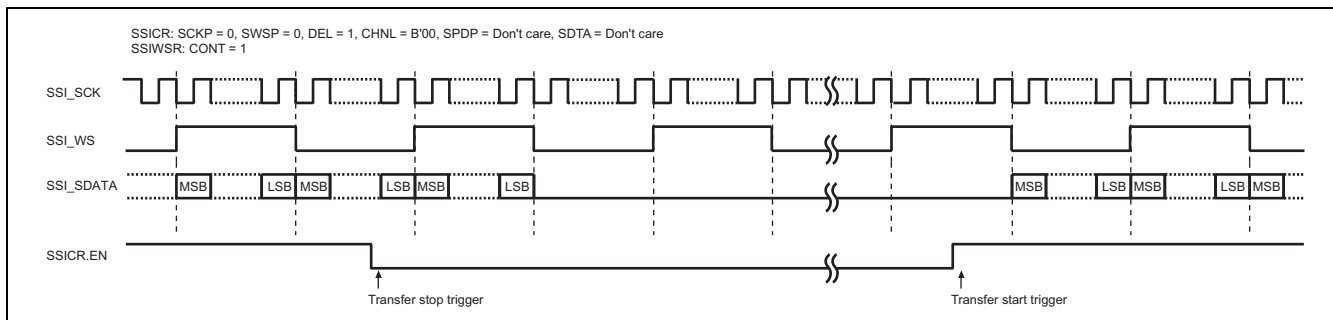 SSICR: SCKP = 0, SWSP = 0, DEL = 1, CHNL = B'00, SPDP = Don't care, SDTA = Don't care
SSIWSR: CONT = 1
SSI_SCK
SSI_WS
SSI_SDATA
MSB LSB MSB LSB MSB LSB MSB LSB MSB LSB MSB
SSICR.EN
Transfer stop trigger Transfer start trigger